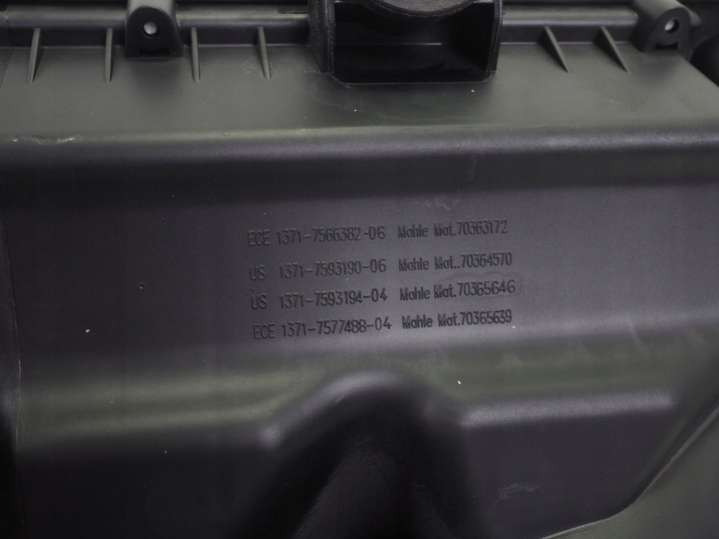 ECE 1371-7566382-06 Mahle Mat.70363172
US 1371-7593190-06 Mahle Mat..70364570
US 1371-7593194-04 Mahle Mat.70365646
ECE 1371-7577488-04 Mahle Mat.70365639